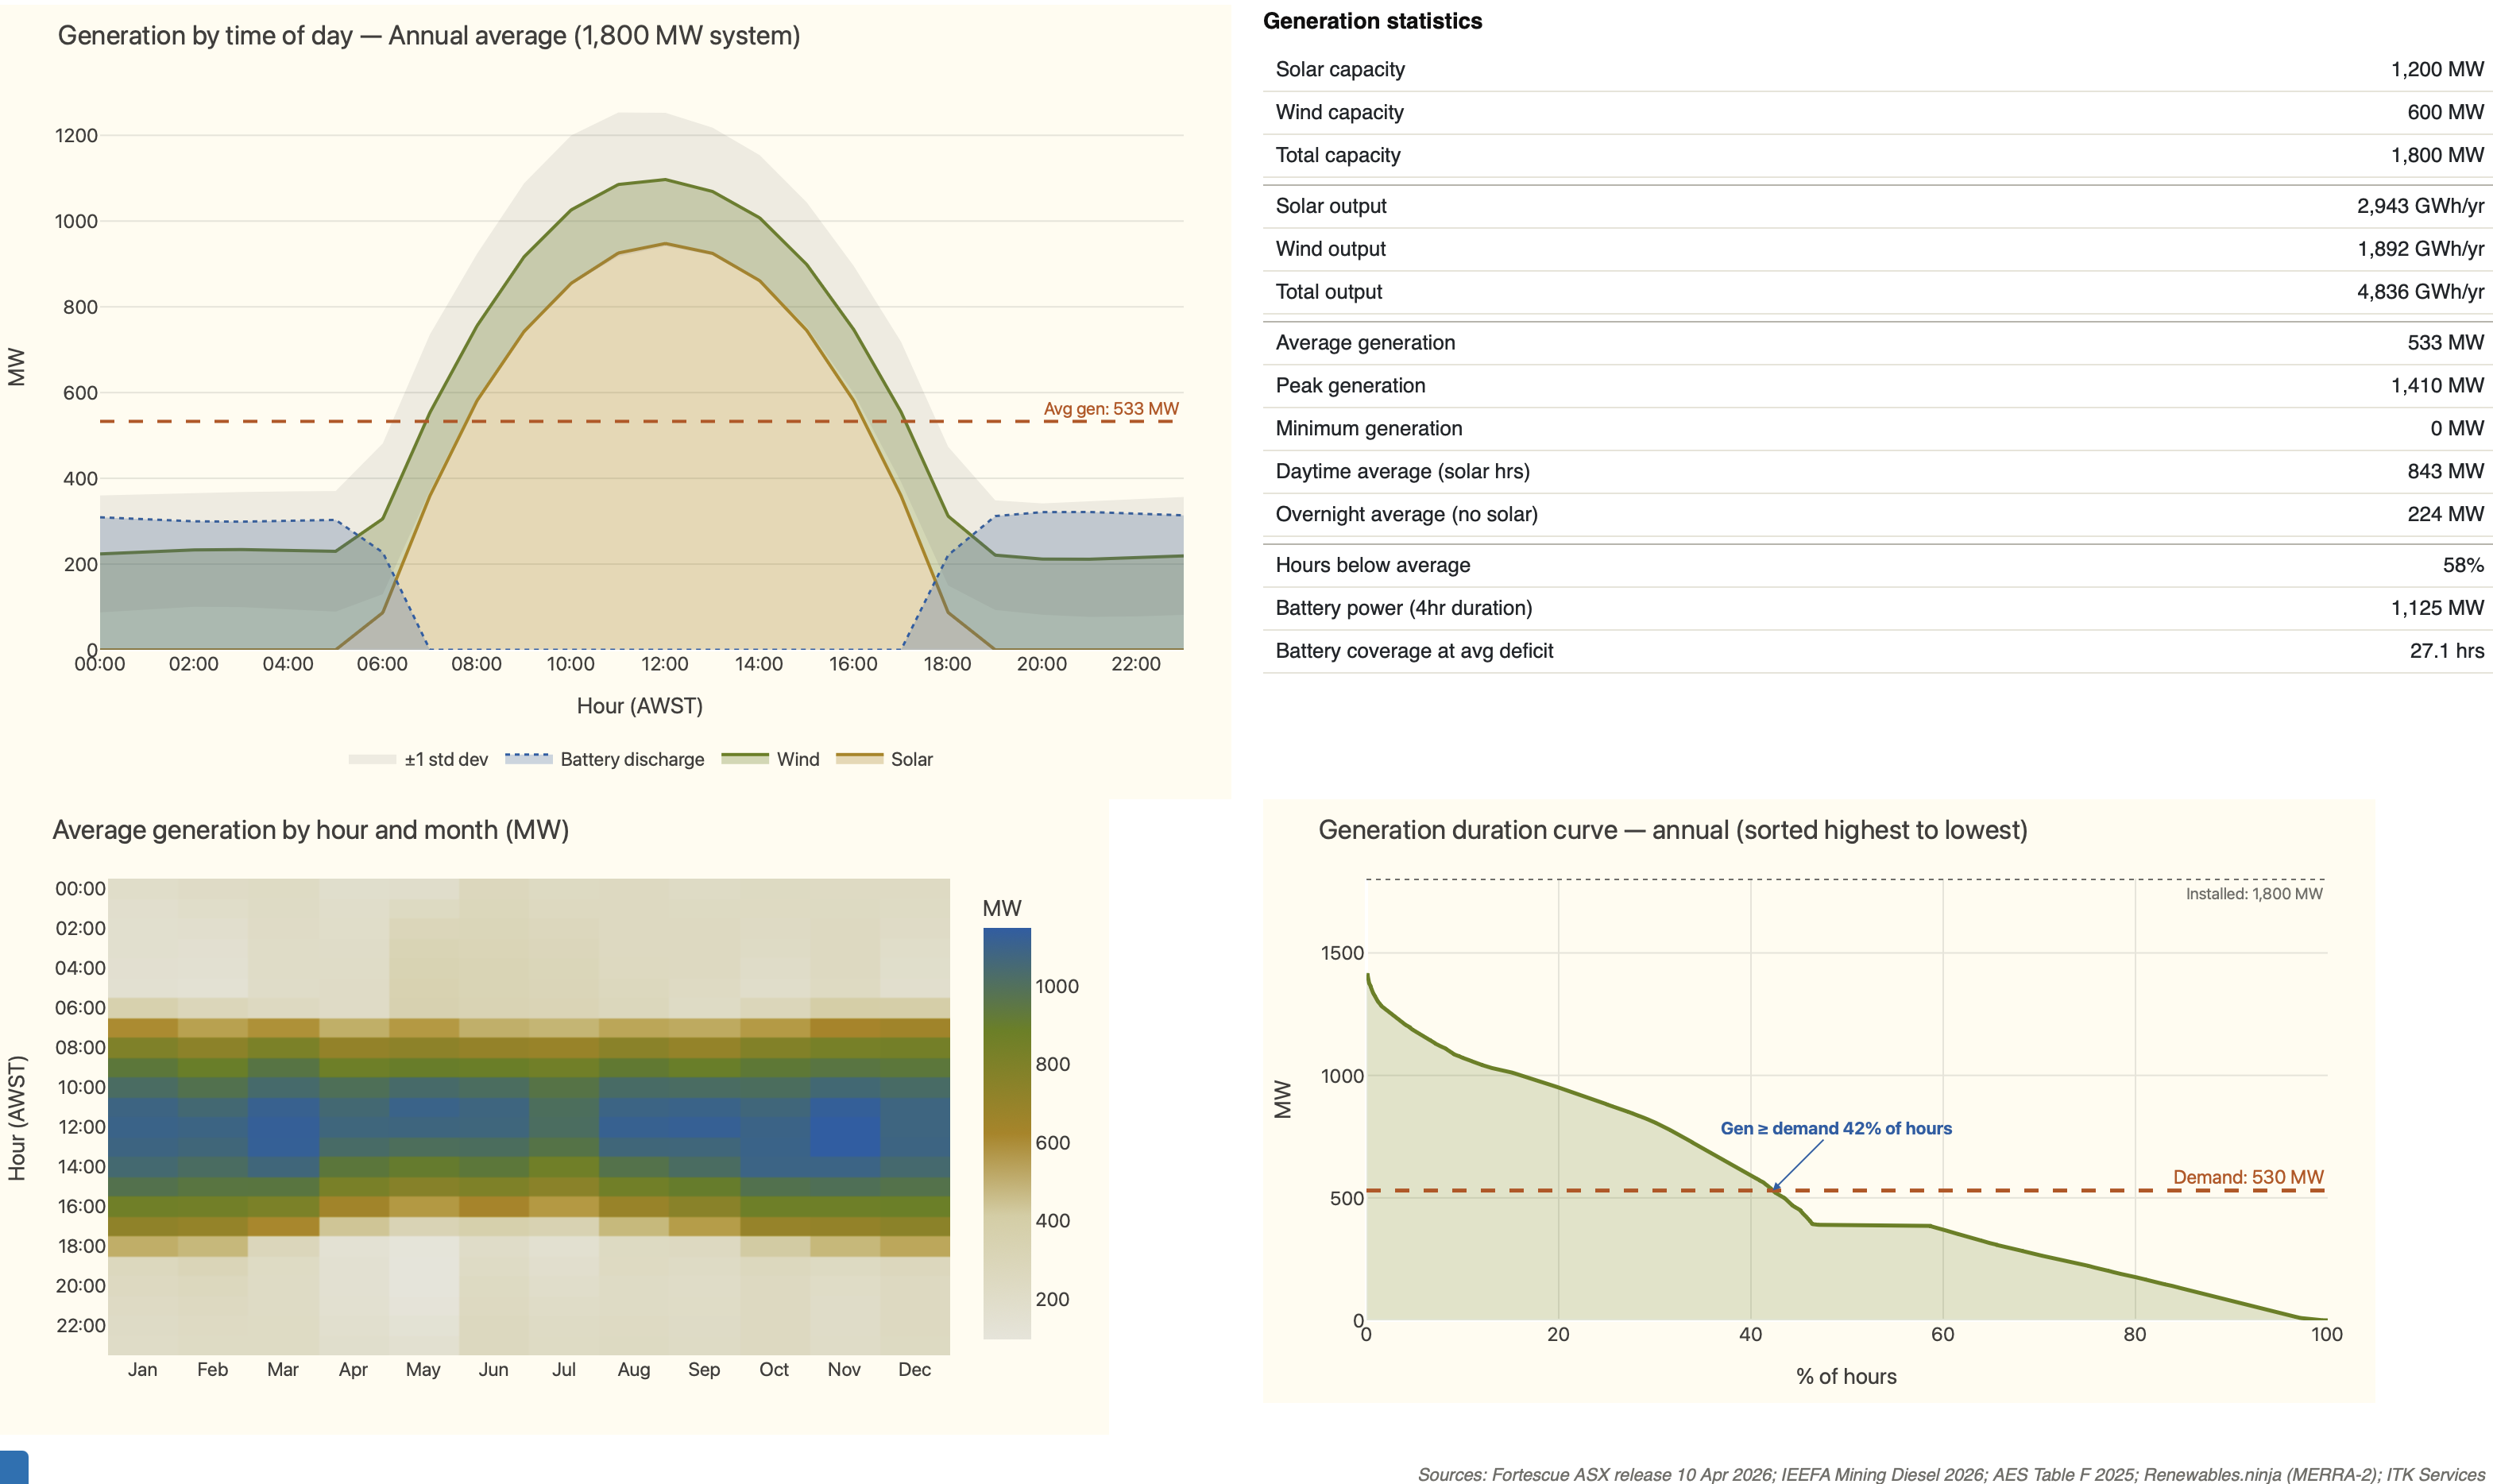 Generation by time of day — Annual average (1,800 MW system)
MW
1200
1000
800
600
400
200
0
Avg gen: 533 MW
00:00 02:00 04:00 06:00 08:00 10:00 12:00 14:00 16:00 18:00 20:00 22:00
Hour (AWST)
±1 std dev Battery discharge Wind Solar
Generation statistics
Solar capacity 1,200 MW
Wind capacity 600 MW
Total capacity 1,800 MW
Solar output 2,943 GWh/yr
Wind output 1,892 GWh/yr
Total output 4,836 GWh/yr
Average generation 533 MW
Peak generation 1,410 MW
Minimum generation 0 MW
Daytime average (solar hrs) 843 MW
Overnight average (no solar) 224 MW
Hours below average 58%
Battery power (4hr duration) 1,125 MW
Battery coverage at avg deficit 27.1 hrs
Average generation by hour and month (MW)
Hour (AWST)
00:00
02:00
04:00
06:00
08:00
10:00
12:00
14:00
16:00
18:00
20:00
22:00
Jan Feb Mar Apr May Jun Jul Aug Sep Oct Nov Dec
MW
1000
800
600
400
200
Generation duration curve — annual (sorted highest to lowest)
Installed: 1,800 MW
MW
1500
1000
500
0
Gen ≥ demand 42% of hours
Demand: 530 MW
0 20 40 60 80 100
% of hours
Sources: Fortescue ASX release 10 Apr 2026; IEEFA Mining Diesel 2026; AES Table F 2025; Renewables.ninja (MERRA-2); ITK Services